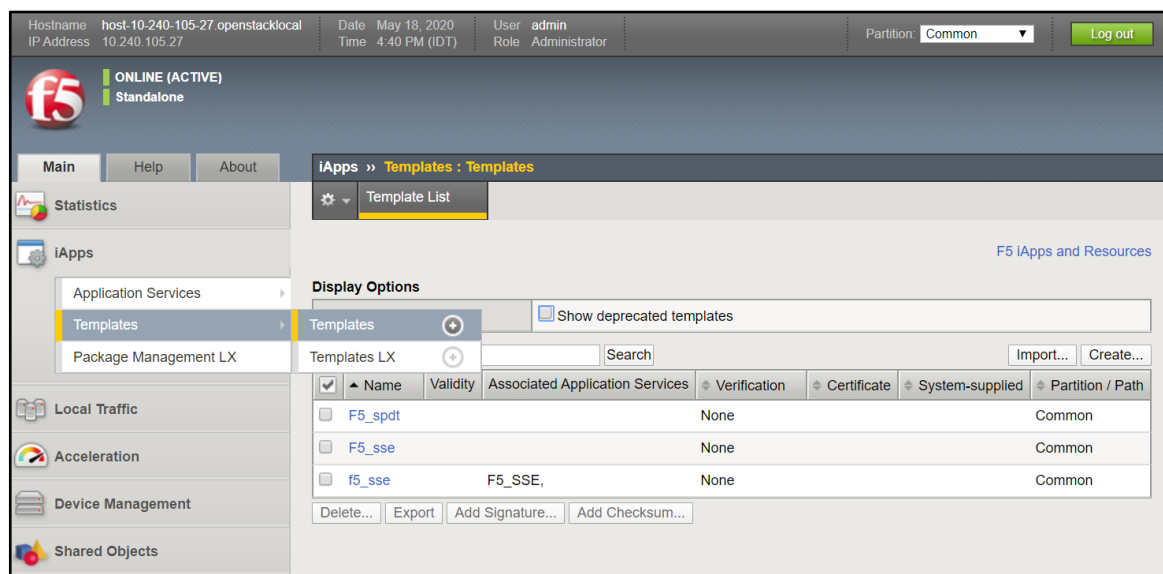 Hostname host-10-240-105-27.openstacklocal Date May 18, 2020 User admin
IP Address 10.240.105.27 Time 4:40 PM (IDT) Role Administrator
Partition: Common Log out
f5
ONLINE (ACTIVE)
Standalone
Main Help About
iApps ›› Templates : Templates
Template List
Statistics
iApps
Application Services
Templates
Package Management LX
Templates
Templates LX
Local Traffic
Acceleration
Device Management
Shared Objects
F5 iApps and Resources
Display Options
Show deprecated templates
Search Import... Create...
Name Validity Associated Application Services Verification Certificate System-supplied Partition / Path
F5_spdt None Common
F5_sse None Common
f5_sse F5_SSE, None Common
Delete... Export Add Signature... Add Checksum...